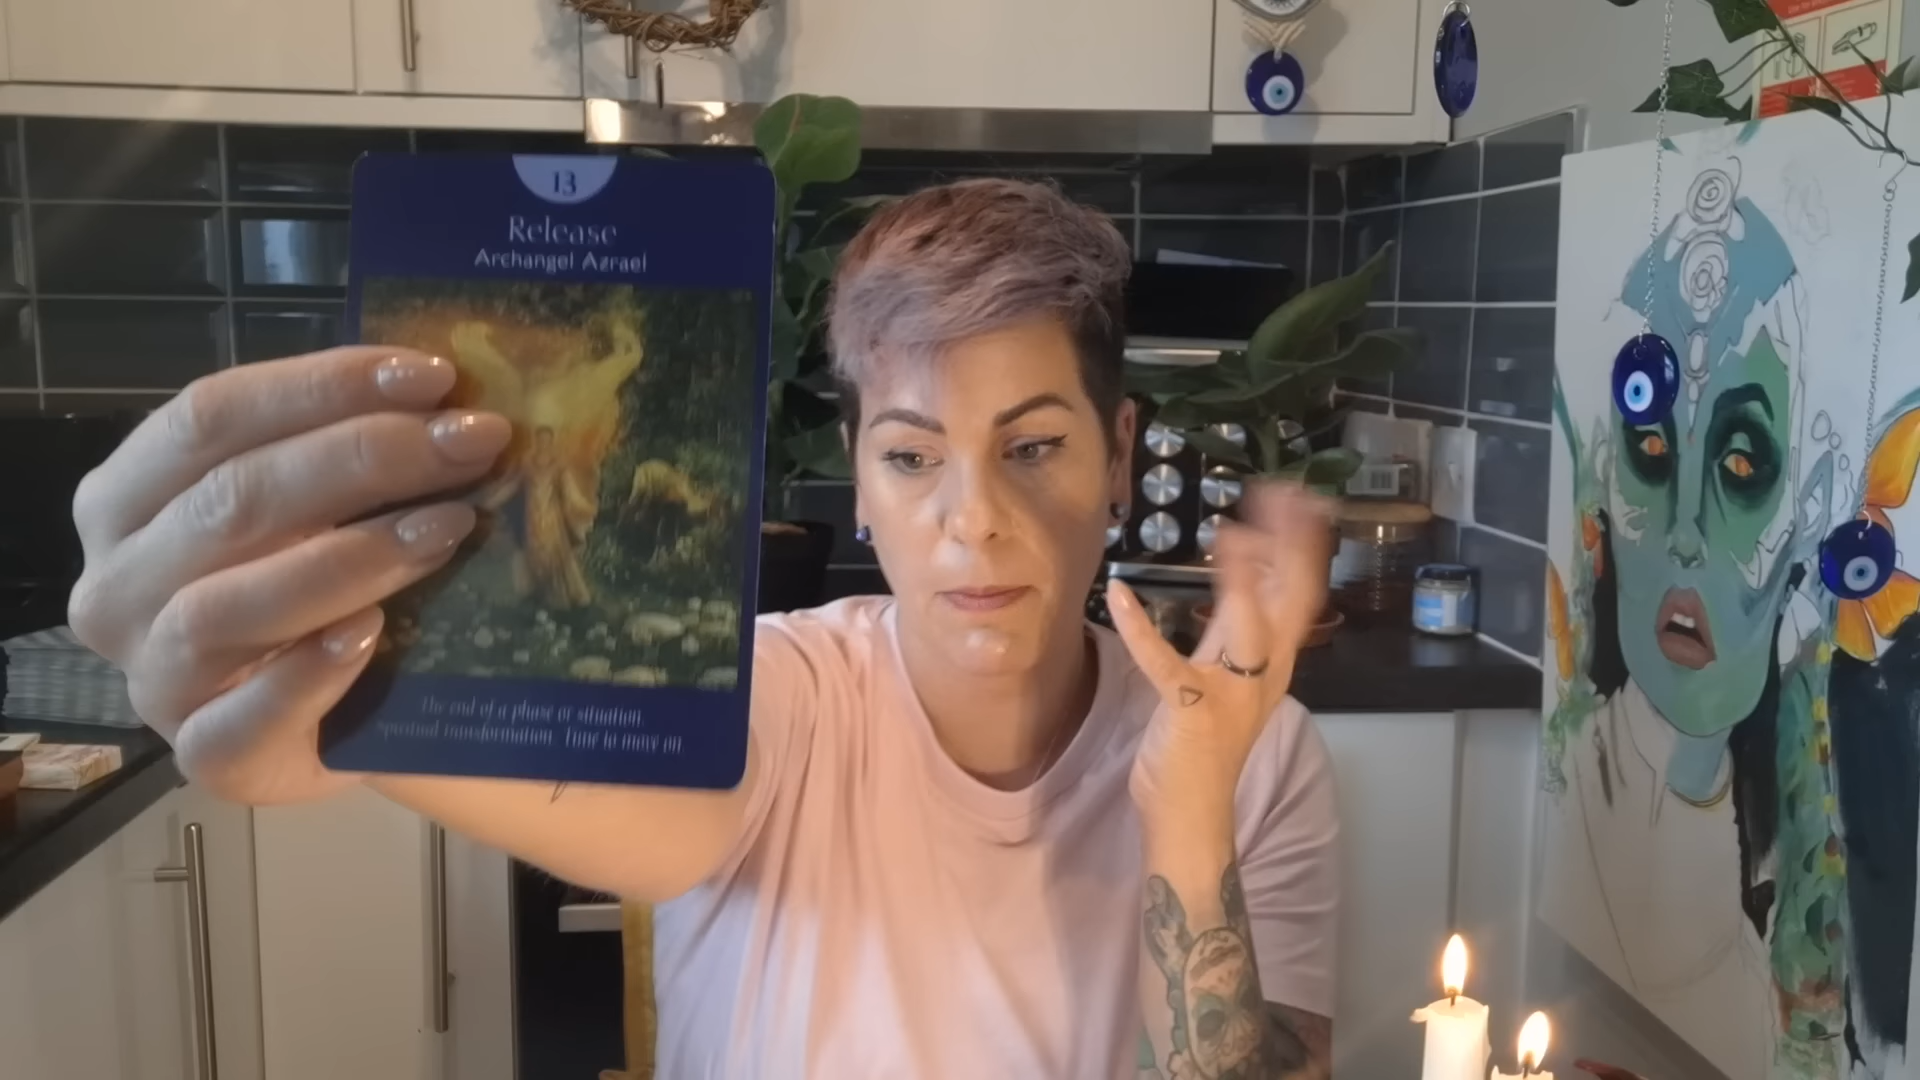 13
Release
Archangel Azrael
The end of a phase or situation.
Spiritual transformation. Time to move on.